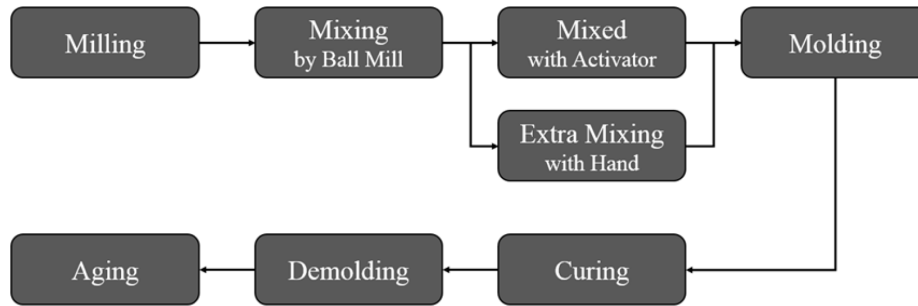 Milling
Mixing
by Ball Mill
Mixed
with Activator
Molding
Extra Mixing
with Hand
Aging
Demolding
Curing